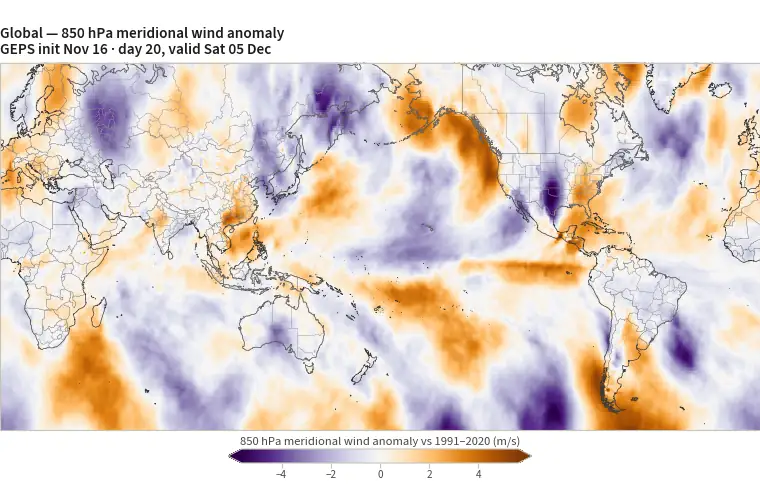 Global — 850 hPa meridional wind anomaly
GEPS init Nov 16 · day 20, valid Sat 05 Dec
850 hPa meridional wind anomaly vs 1991–2020 (m/s)
−4 −2 0 2 4